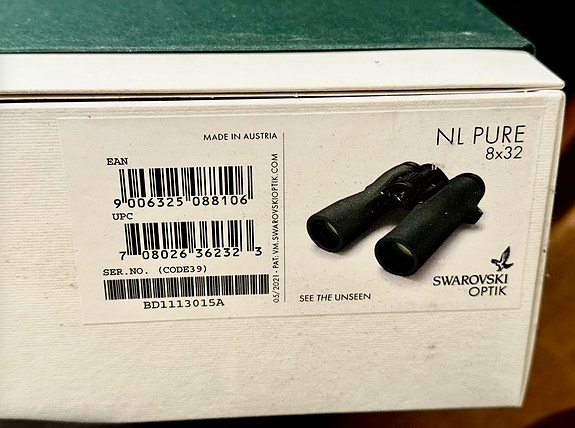 MADE IN AUSTRIA
EAN
9 006325 088106
UPC
7 08026 36232 3
SER.NO. (CODE39)
BD1113015A
05/2021 - PAT: VM.SWAROVSKIOPTIK.COM
NL PURE
8x32
SEE THE UNSEEN
SWAROVSKI
OPTIK